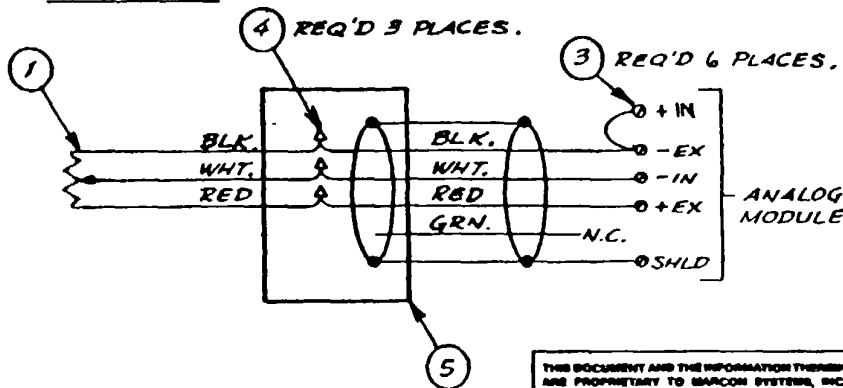 4 REQ'D 3 PLACES.
1
3 REQ'D 6 PLACES.
+ IN
BLK. BLK. - EX
WHT. WHT. - IN
RED RED + EX
ANALOG
MODULE
GRN. N.C.
SHLD
5
THIS DOCUMENT AND THE INFORMATION THEREIN
ARE PROPRIETARY TO MARCON SYSTEMS, INC.